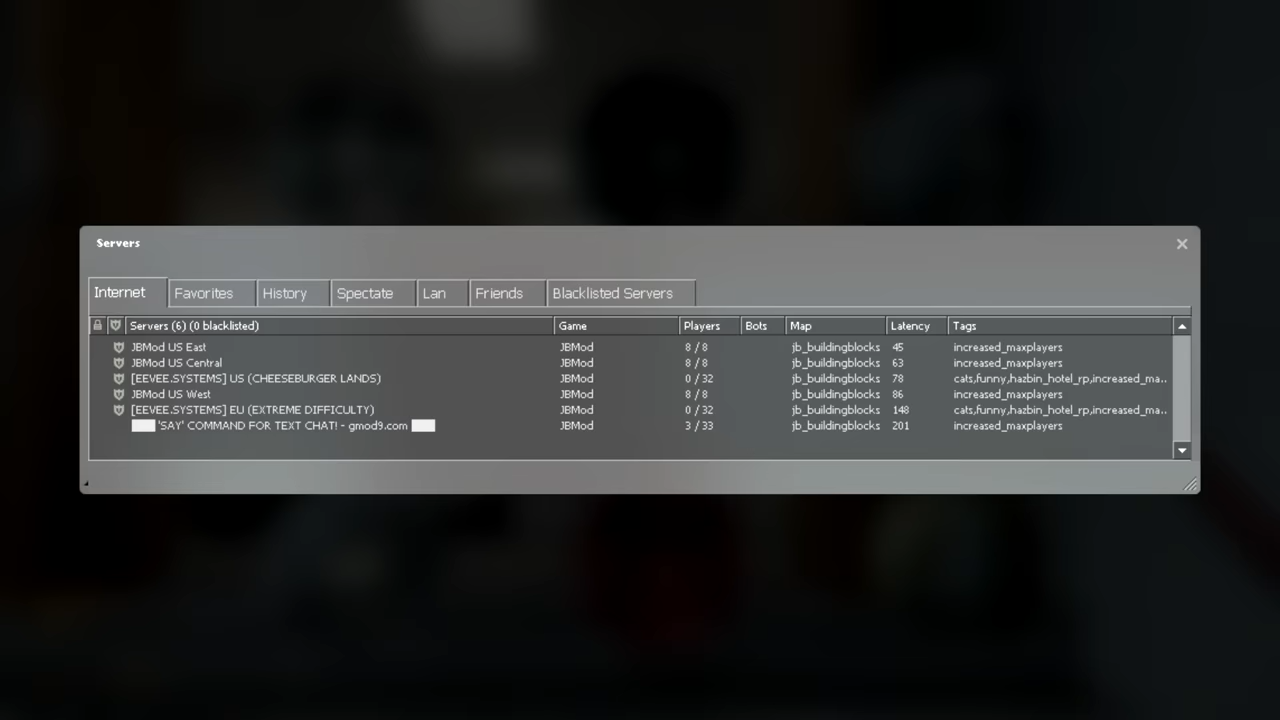 Servers
Internet Favorites History Spectate Lan Friends Blacklisted Servers
Servers (6) (0 blacklisted) Game Players Bots Map Latency Tags
JBMod US East JBMod 8 / 8 jb_buildingblocks 45 increased_maxplayers
JBMod US Central JBMod 8 / 8 jb_buildingblocks 63 increased_maxplayers
[EEVEE.SYSTEMS] US (CHEESEBURGER LANDS) JBMod 0 / 32 jb_buildingblocks 78 cats,funny,hazbin_hotel_rp,increased_ma..
JBMod US West JBMod 8 / 8 jb_buildingblocks 86 increased_maxplayers
[EEVEE.SYSTEMS] EU (EXTREME DIFFICULTY) JBMod 0 / 32 jb_buildingblocks 148 cats,funny,hazbin_hotel_rp,increased_ma..
'SAY' COMMAND FOR TEXT CHAT! - gmod9.com JBMod 3 / 33 jb_buildingblocks 201 increased_maxplayers